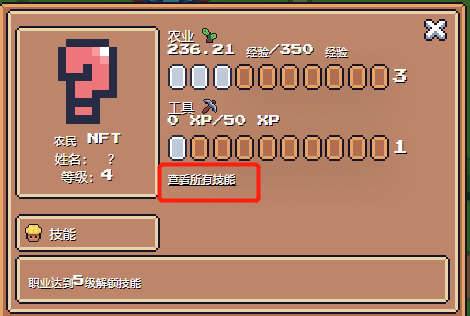 农业
236.21 经验/350 经验
3
工具
0 XP/50 XP
1
查看所有技能
农民 NFT
姓名: ?
等级: 4
技能
职业达到5级解锁技能